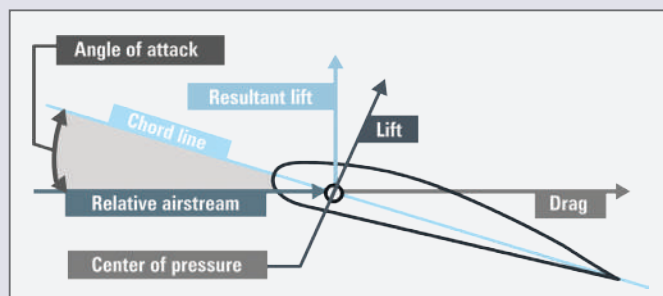 Angle of attack
Resultant lift
Chord line
Lift
Relative airstream
Drag
Center of pressure